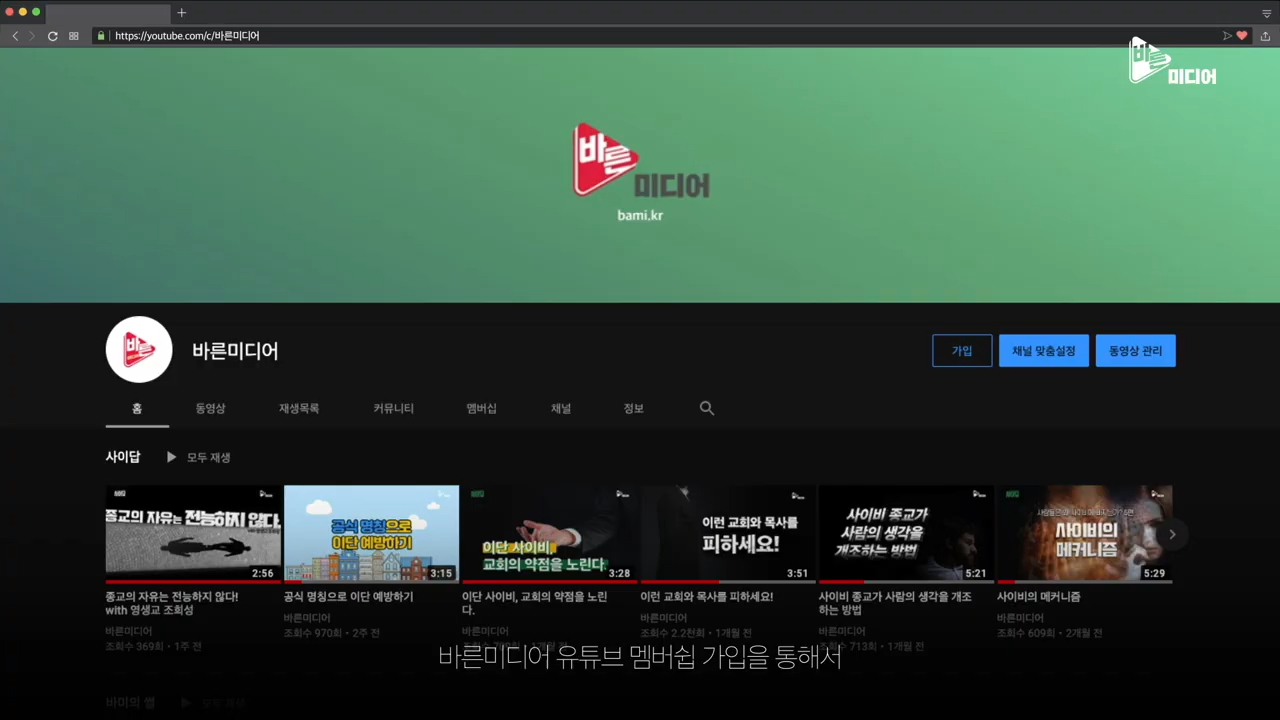 https://youtube.com/c/바른미디어
바른
미디어
바른
미디어
bami.kr
바른
바른미디어
가입
채널 맞춤설정
동영상 관리
홈
동영상
재생목록
커뮤니티
멤버십
채널
정보
사이답
모두 재생
종교의 자유는 전능하지 않다.
2:56
공식 명칭으로
이단 예방하기
3:15
이단 사이비,
교회의 약점을 노린다.
3:28
이런 교회와 목사를
피하세요!
3:51
사이비 종교가
사람의 생각을
개조하는 방법
5:21
사이비의
메커니즘
5:29
종교의 자유는 전능하지 않다!
with 영생교 조희성
바른미디어
조회수 369회 • 1주 전
공식 명칭으로 이단 예방하기
바른미디어
조회수 970회 • 2주 전
이단 사이비, 교회의 약점을 노린
다.
바른미디어
이런 교회와 목사를 피하세요!
바른미디어
조회수 2.2천회 • 1개월 전
사이비 종교가 사람의 생각을 개조
하는 방법
바른미디어
조회수 713회 • 1개월 전
사이비의 메커니즘
바른미디어
조회수 609회 • 2개월 전
바른미디어 유튜브 멤버쉽 가입을 통해서
바미의 썰
모두 재생